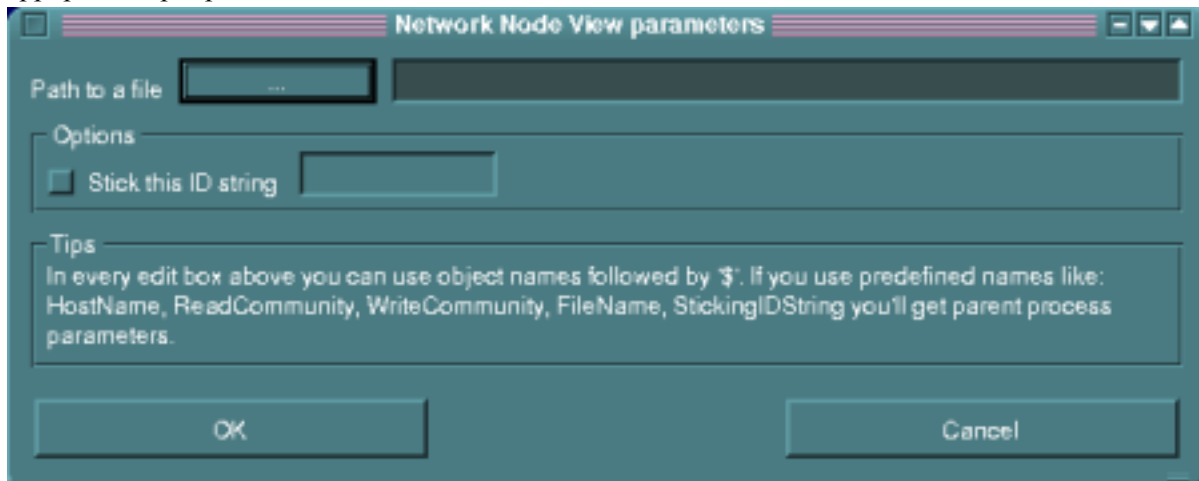 Network Node View parameters
Path to a file ...
Options
Stick this ID string
Tips
In every edit box above you can use object names followed by '$'. If you use predefined names like:
HostName, ReadCommunity, WriteCommunity, FileName, StickingIDString you'll get parent process
parameters.
OK Cancel